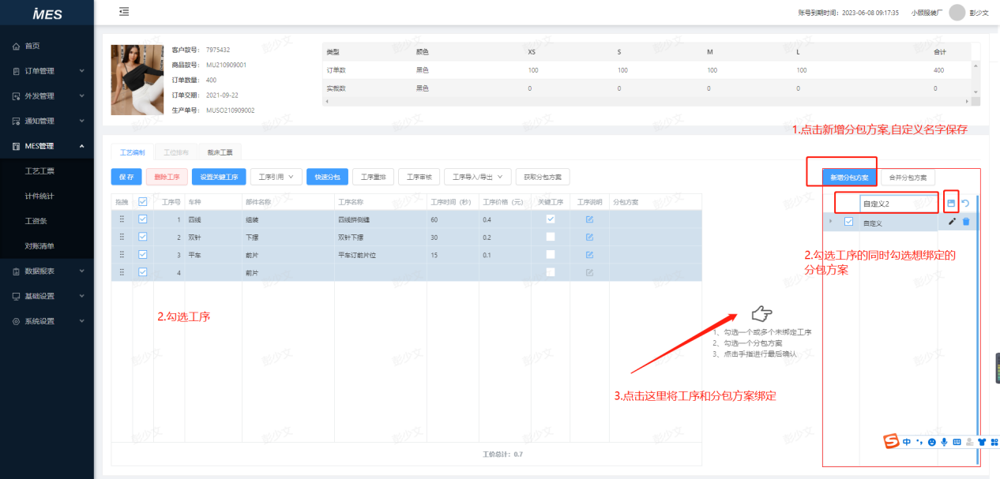 iMES
账号到期时间：2023-06-08 09:17:35 小顾服装厂 彭少文
首页
订单管理
外发管理
通知管理
MES管理
工艺工票
计件统计
工资条
对账清单
数据报表
基础设置
系统设置
客户款号： 7975432
商品款号： MU210909001
订单数量： 400
订单交期： 2021-09-22
生产单号： MUSO210909002
类型 颜色 XS S M L 合计
订单数 黑色 100 100 100 100 400
实裁数 黑色 0 0 0 0 0
1.点击新增分包方案,自定义名字保存
工艺编制 工位排布 裁床工票
保 存 删除工序 设置关键工序 工序引用 快速分包 工序重排 工序审核 工序导入/导出 获取分包方案
新增分包方案 合并分包方案
拖拽 工序号 车种 部件名称 工序名称 工序时间（秒） 工序价格（元） 关键工序 工序说明 分包方案
1 四线 组装 四线拼侧缝 60 0.4
2 双针 下摆 双针下摆 30 0.2
3 平车 前片 平车订前片位 15 0.1
4 前片
自定义2
自定义
2.勾选工序的同时勾选想绑定的
分包方案
2.勾选工序
1、勾选一个或多个未绑定工序
2、勾选一个分包方案
3、点击手指进行最后确认
3.点击这里将工序和分包方案绑定
工价总计：0.7
S 中
彭少文